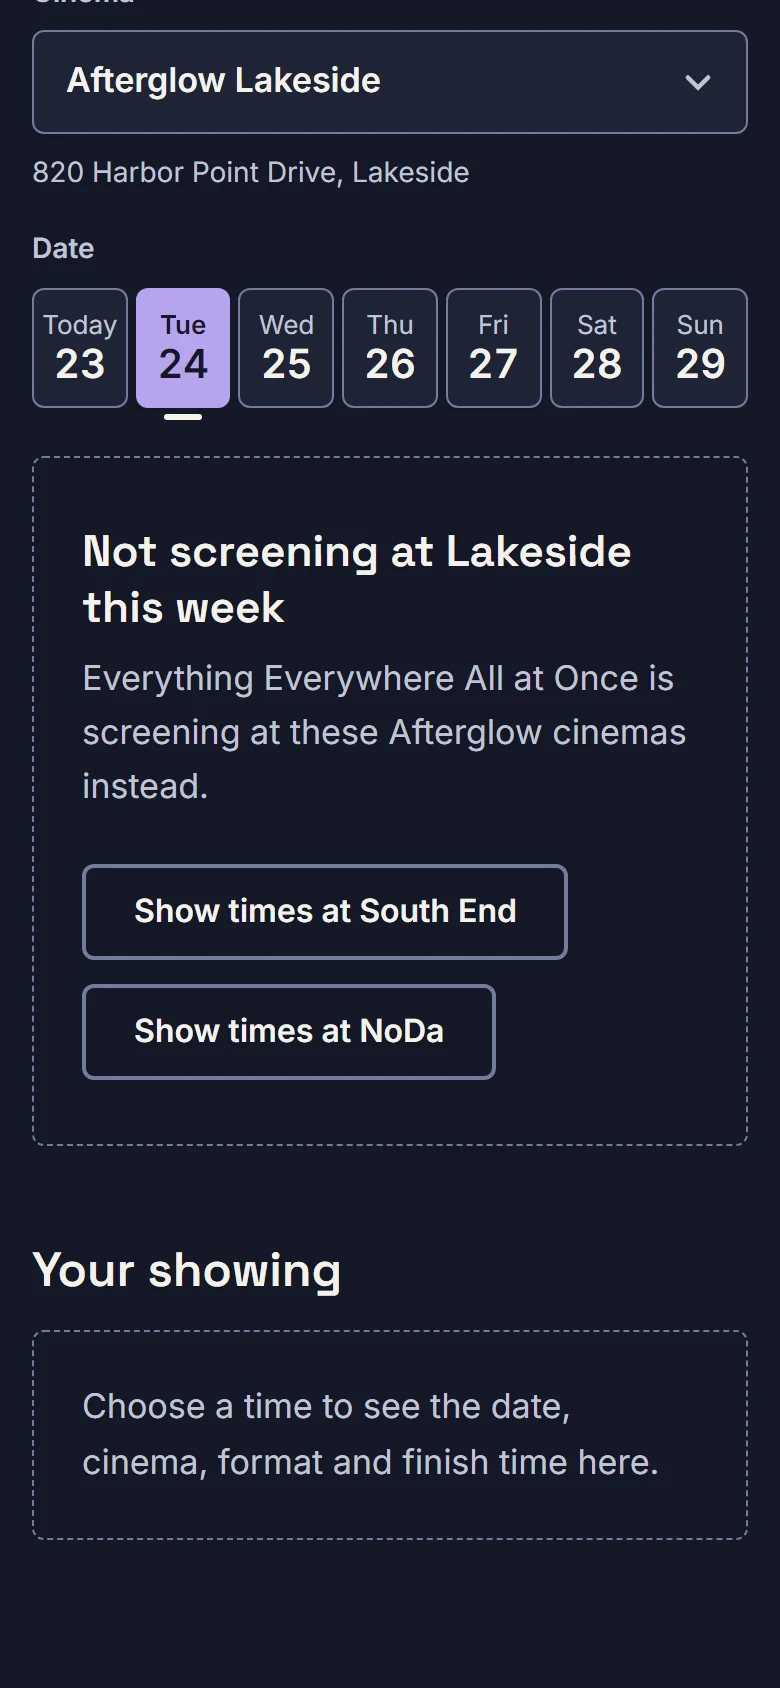 Afterglow Lakeside
820 Harbor Point Drive, Lakeside
Date
Today Tue Wed Thu Fri Sat Sun
23 24 25 26 27 28 29
Not screening at Lakeside
this week
Everything Everywhere All at Once is
screening at these Afterglow cinemas
instead.
Show times at South End
Show times at NoDa
Your showing
Choose a time to see the date,
cinema, format and finish time here.